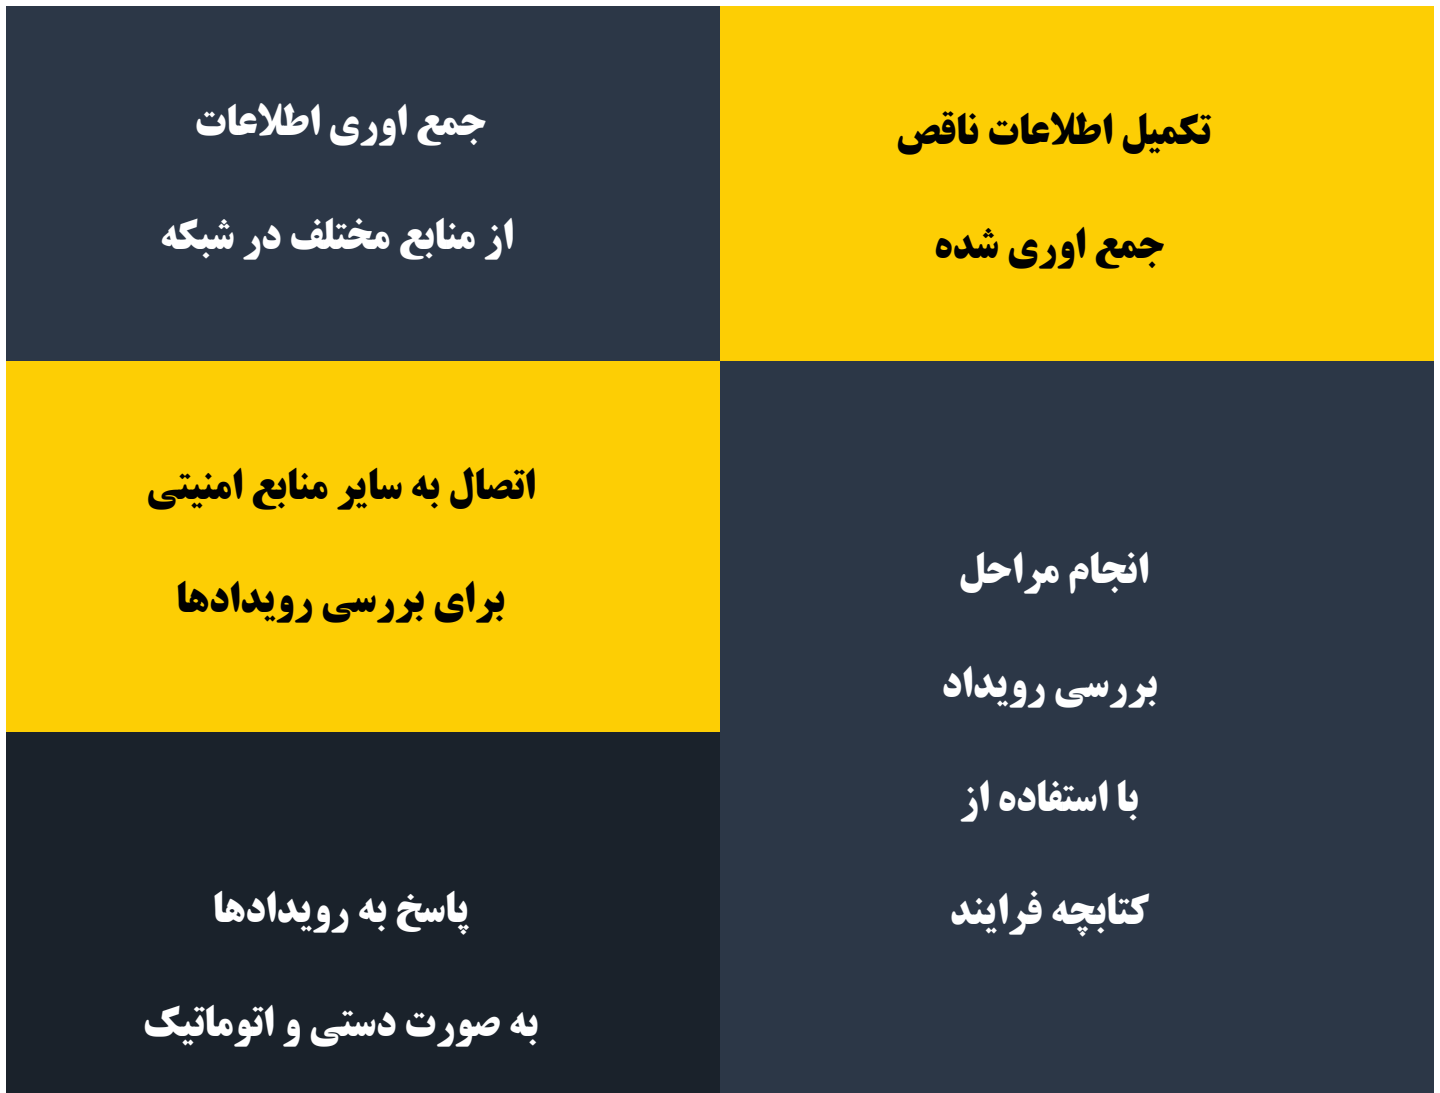 تکمیل اطلاعات ناقص
جمع اوری شده
جمع اوری اطلاعات
از منابع مختلف در شبکه
انجام مراحل
بررسی رویداد
با استفاده از
کتابچه فرایند
اتصال به سایر منابع امنیتی
برای بررسی رویدادها
پاسخ به رویدادها
به صورت دستی و اتوماتیک